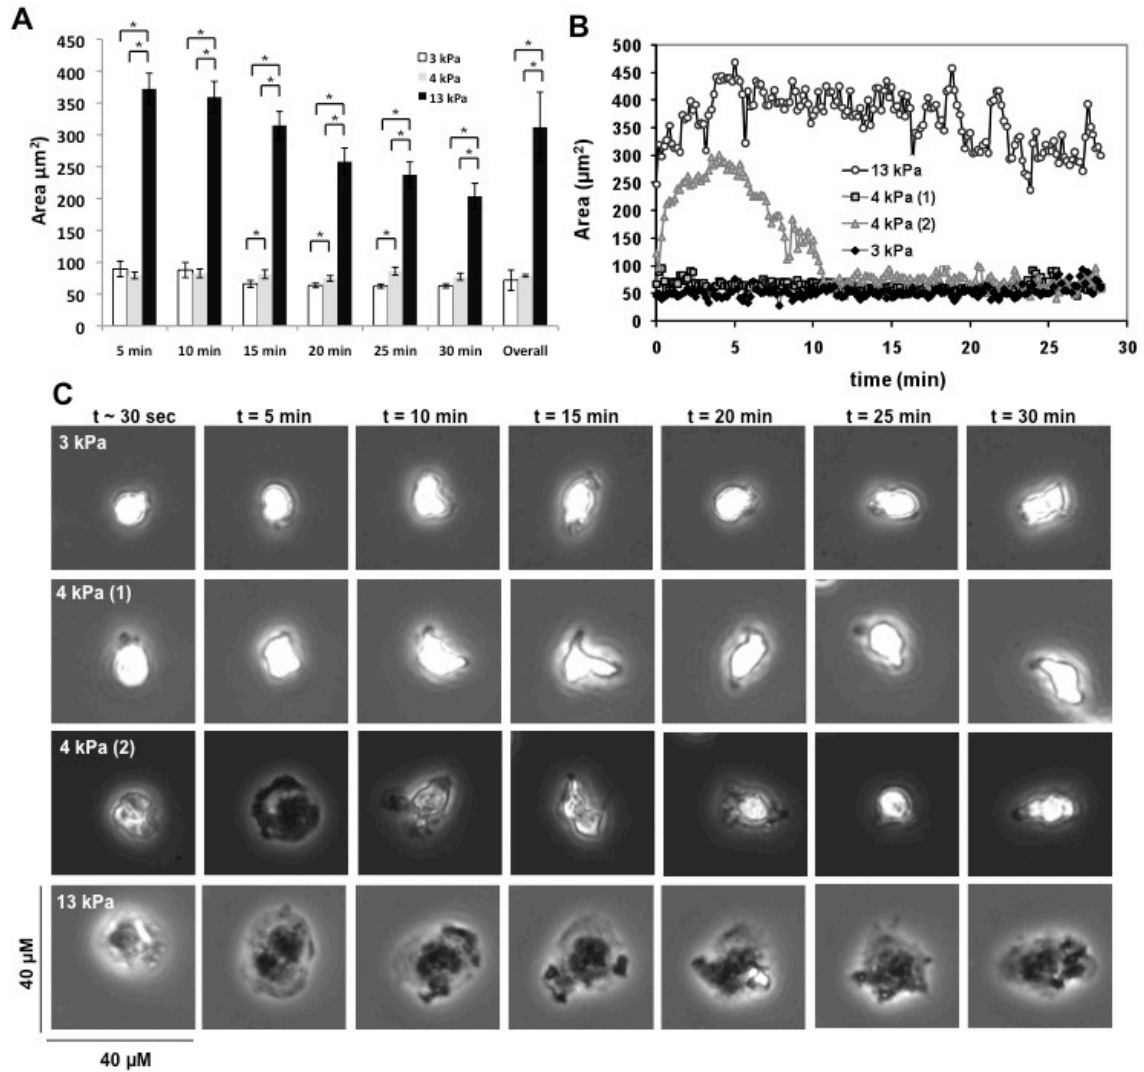 A
450
400
350
300
250
200
150
100
50
0
Area µm²)
3 kPa
4 kPa
13 kPa
* * * * * * * * * * * * * * * * * *
5 min 10 min 15 min 20 min 25 min 30 min Overall
B
500
450
400
350
300
250
200
150
100
50
0
Area (µm²)
13 kPa
4 kPa (1)
4 kPa (2)
3 kPa
0 5 10 15 20 25 30
time (min)
C
t ~ 30 sec t = 5 min t = 10 min t = 15 min t = 20 min t = 25 min t = 30 min
3 kPa
4 kPa (1)
4 kPa (2)
13 kPa
40 µM
40 µM